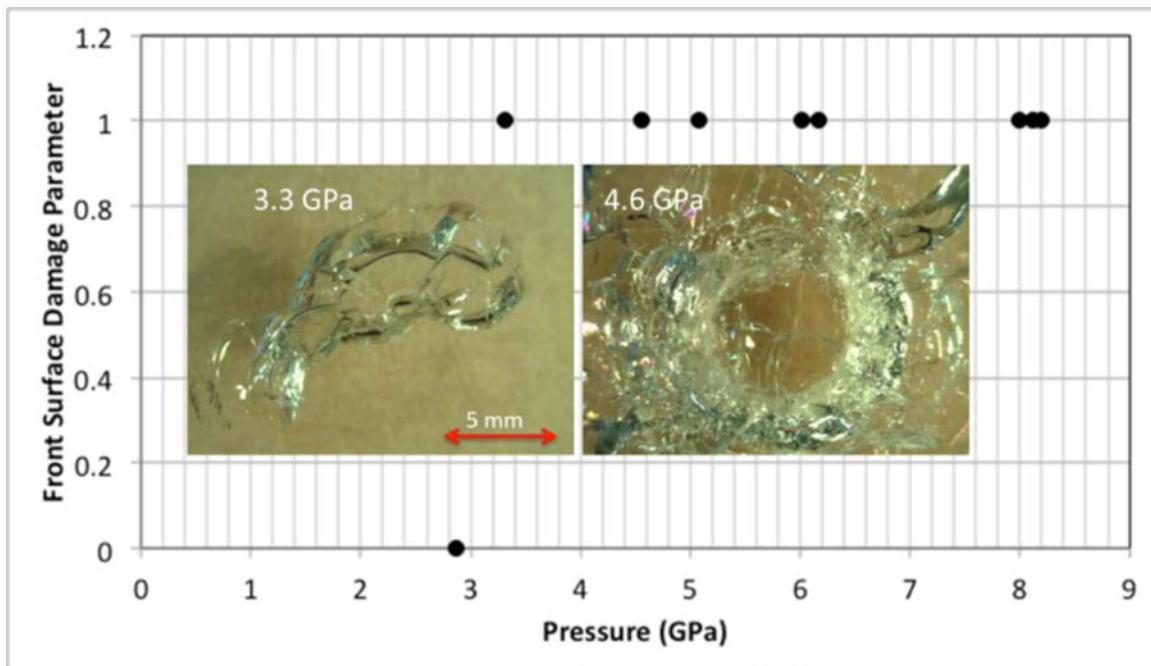 1.2
1
0.8
0.6
0.4
0.2
0
Front Surface Damage Parameter
3.3 GPa
4.6 GPa
5 mm
0 1 2 3 4 5 6 7 8 9
Pressure (GPa)